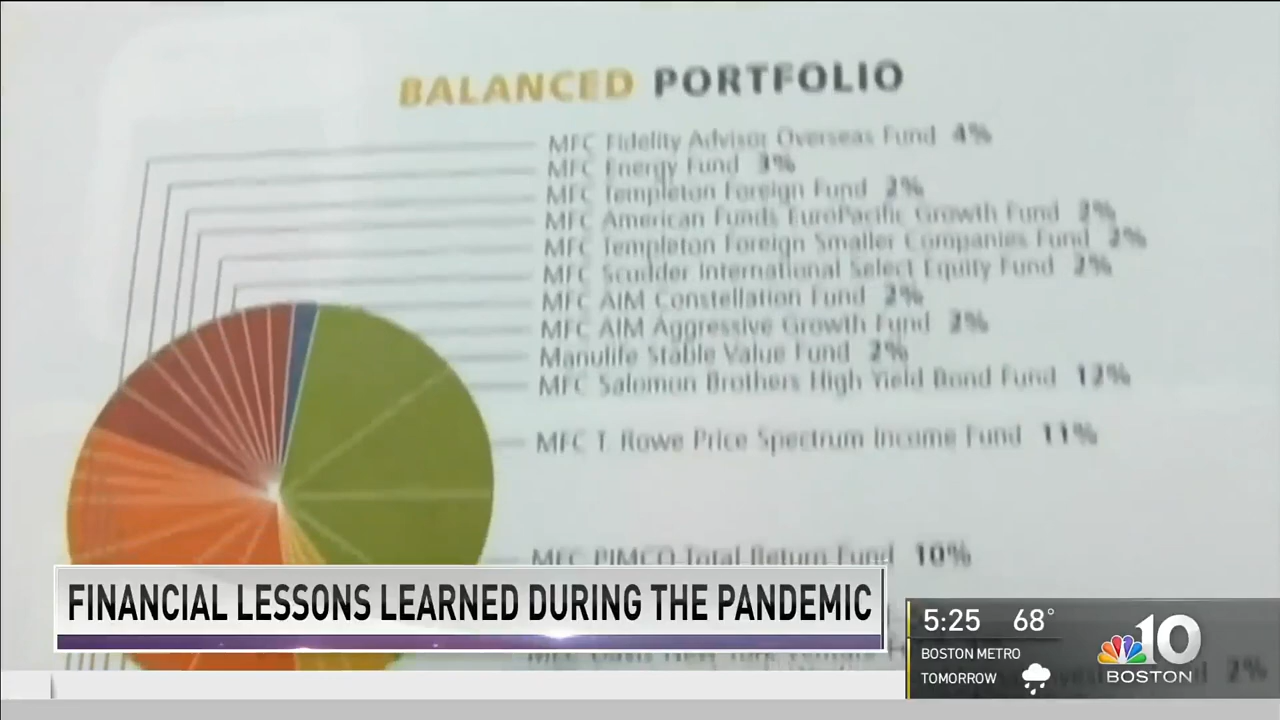 BALANCED PORTFOLIO
MFC Fidelity Advisor Overseas Fund 4%
MFC Energy Fund 3%
MFC Templeton Foreign Fund 2%
MFC American Funds EuroPacific Growth Fund 2%
MFC Templeton Foreign Smaller Companies Fund 2%
MFC Scudder International Select Equity Fund 2%
MFC AIM Constellation Fund 2%
MFC AIM Aggressive Growth Fund 2%
Manulife Stable Value Fund 2%
MFC Salomon Brothers High Yield Bond Fund 12%
MFC T. Rowe Price Spectrum Income Fund 11%
MFC PIMCO Total Return Fund 10%
FINANCIAL LESSONS LEARNED DURING THE PANDEMIC
5:25 68°
BOSTON METRO
TOMORROW
10
BOSTON
2%